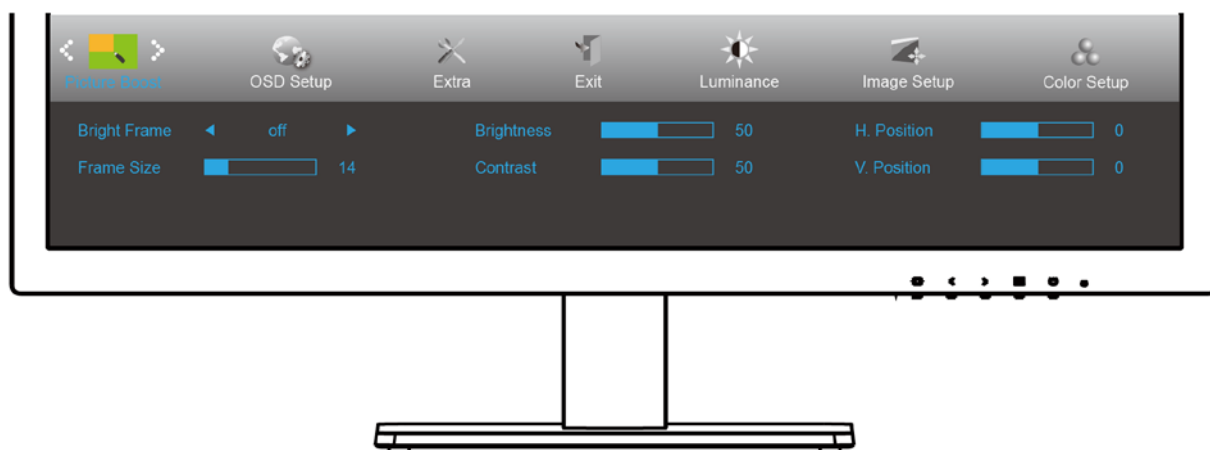 Picture Boost OSD Setup Extra Exit Luminance Image Setup Color Setup
Bright Frame off Brightness 50 H. Position 0
Frame Size 14 Contrast 50 V. Position 0